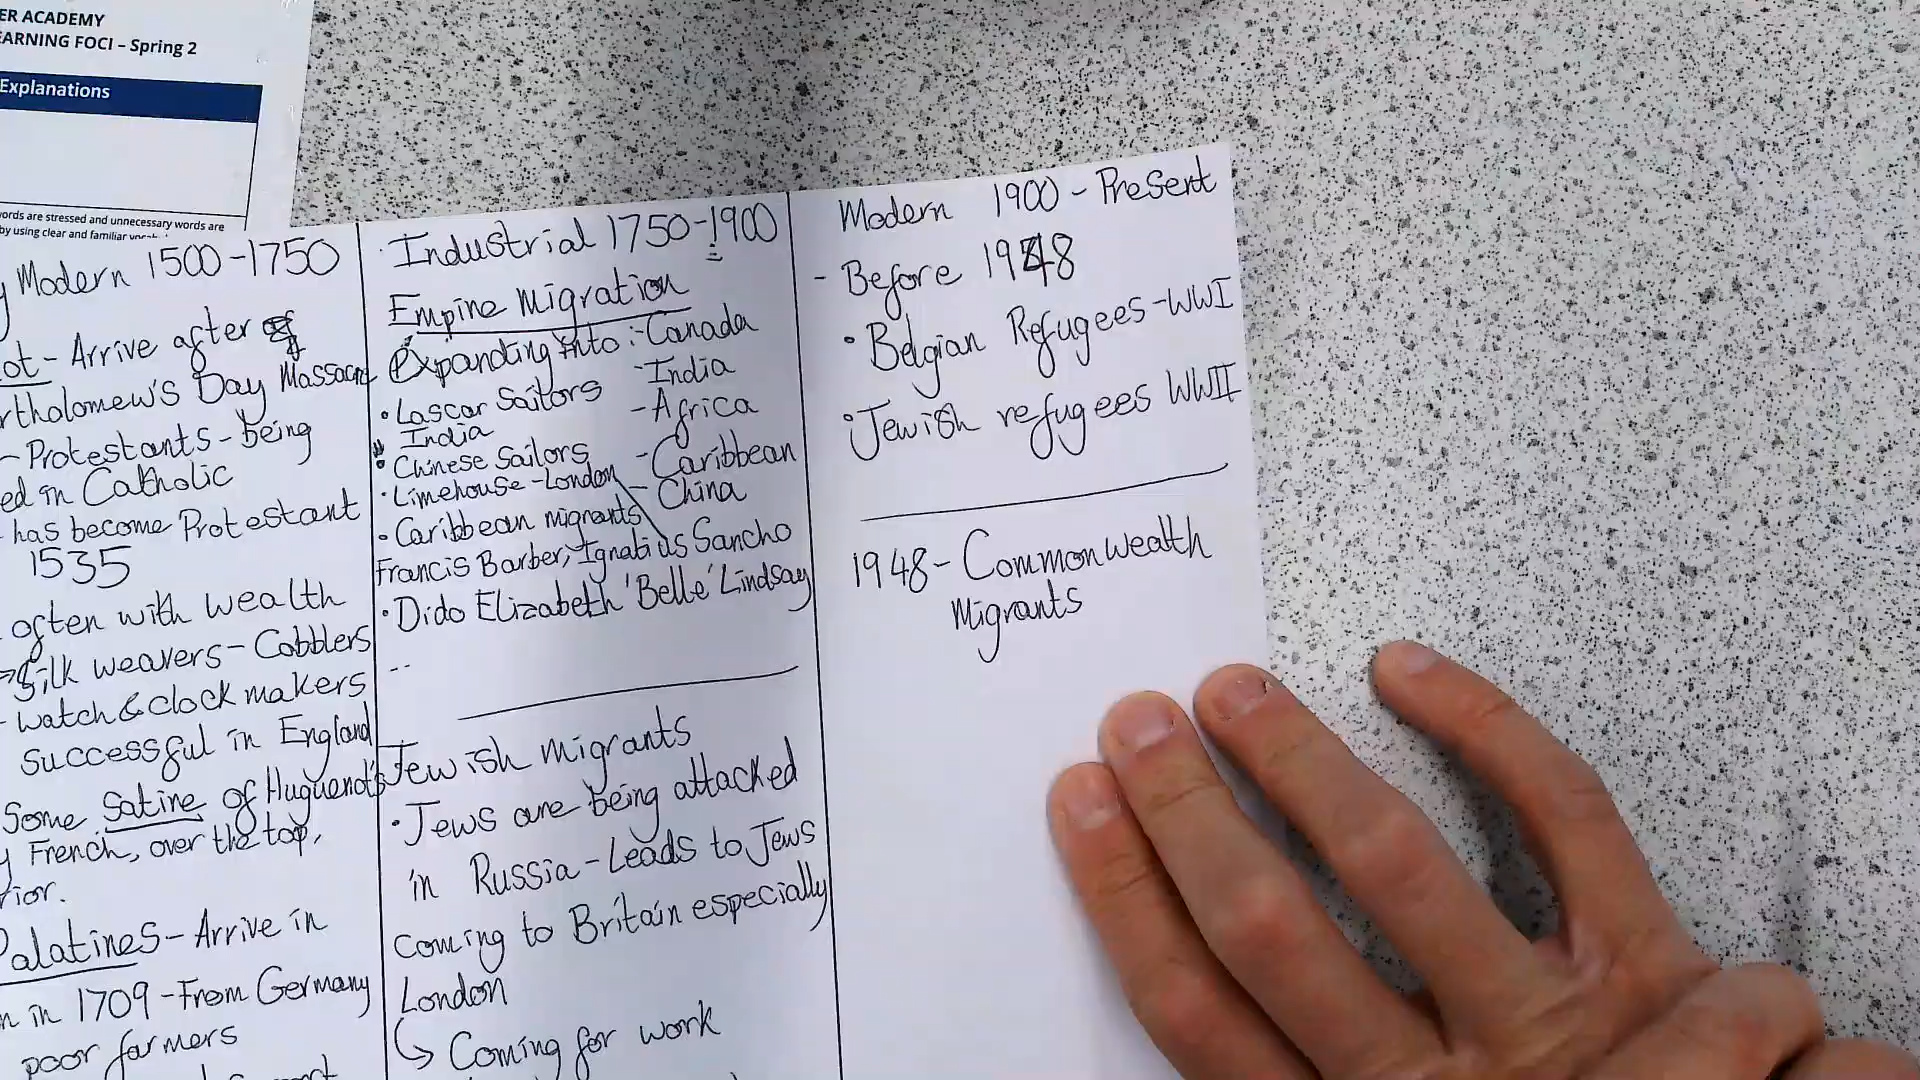 ER ACADEMY
EARNING FOCI – Spring 2
Explanations
words are stressed and unnecessary words are
by using clear and familiar
y Modern 1500-1750
ot - Arrive after
rtholomew's Day Massacre
- Protestants - being
ed in Catholic
has become Protestant
1535
often with wealth
→ Silk weavers - Cobblers
- watch & clock makers
successful in England
Some Satire of Huguenot's
y French, over the top,
rior.
Palatines - Arrive in
n in 1709 - From Germany
poor farmers
Industrial 1750-1900
Empire Migration
Expanding into: - Canada
- India
- Africa
- Caribbean
- China
• Lascar Sailors
India
• Chinese Sailors
• Limehouse - London
• Caribbean migrants
Francis Barber, Ignatius Sancho
• Dido Elizabeth 'Belle' Lindsay
Jewish migrants
• Jews are being attacked
in Russia - Leads to Jews
coming to Britain especially
London
↳ Coming for work
Modern 1900 - Present
- Before 1948
• Belgian Refugees - WWI
• Jewish refugees WWII
1948 - Commonwealth
Migrants